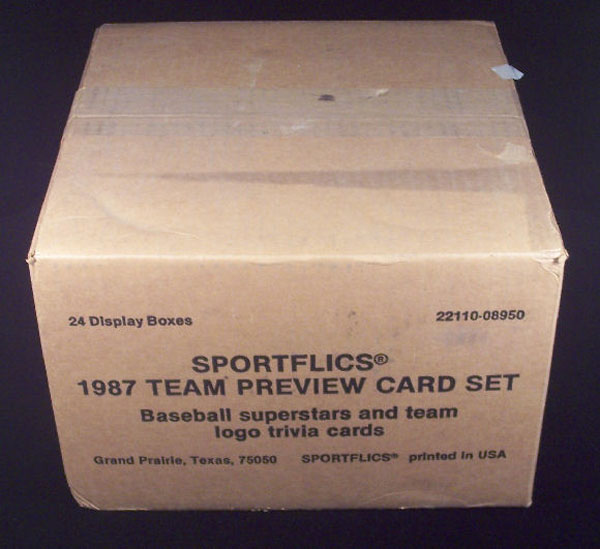 24 Display Boxes 22110-08950
SPORTFLICS®
1987 TEAM PREVIEW CARD SET
Baseball superstars and team
logo trivia cards
Grand Prairie, Texas, 75050 SPORTFLICS® printed in USA